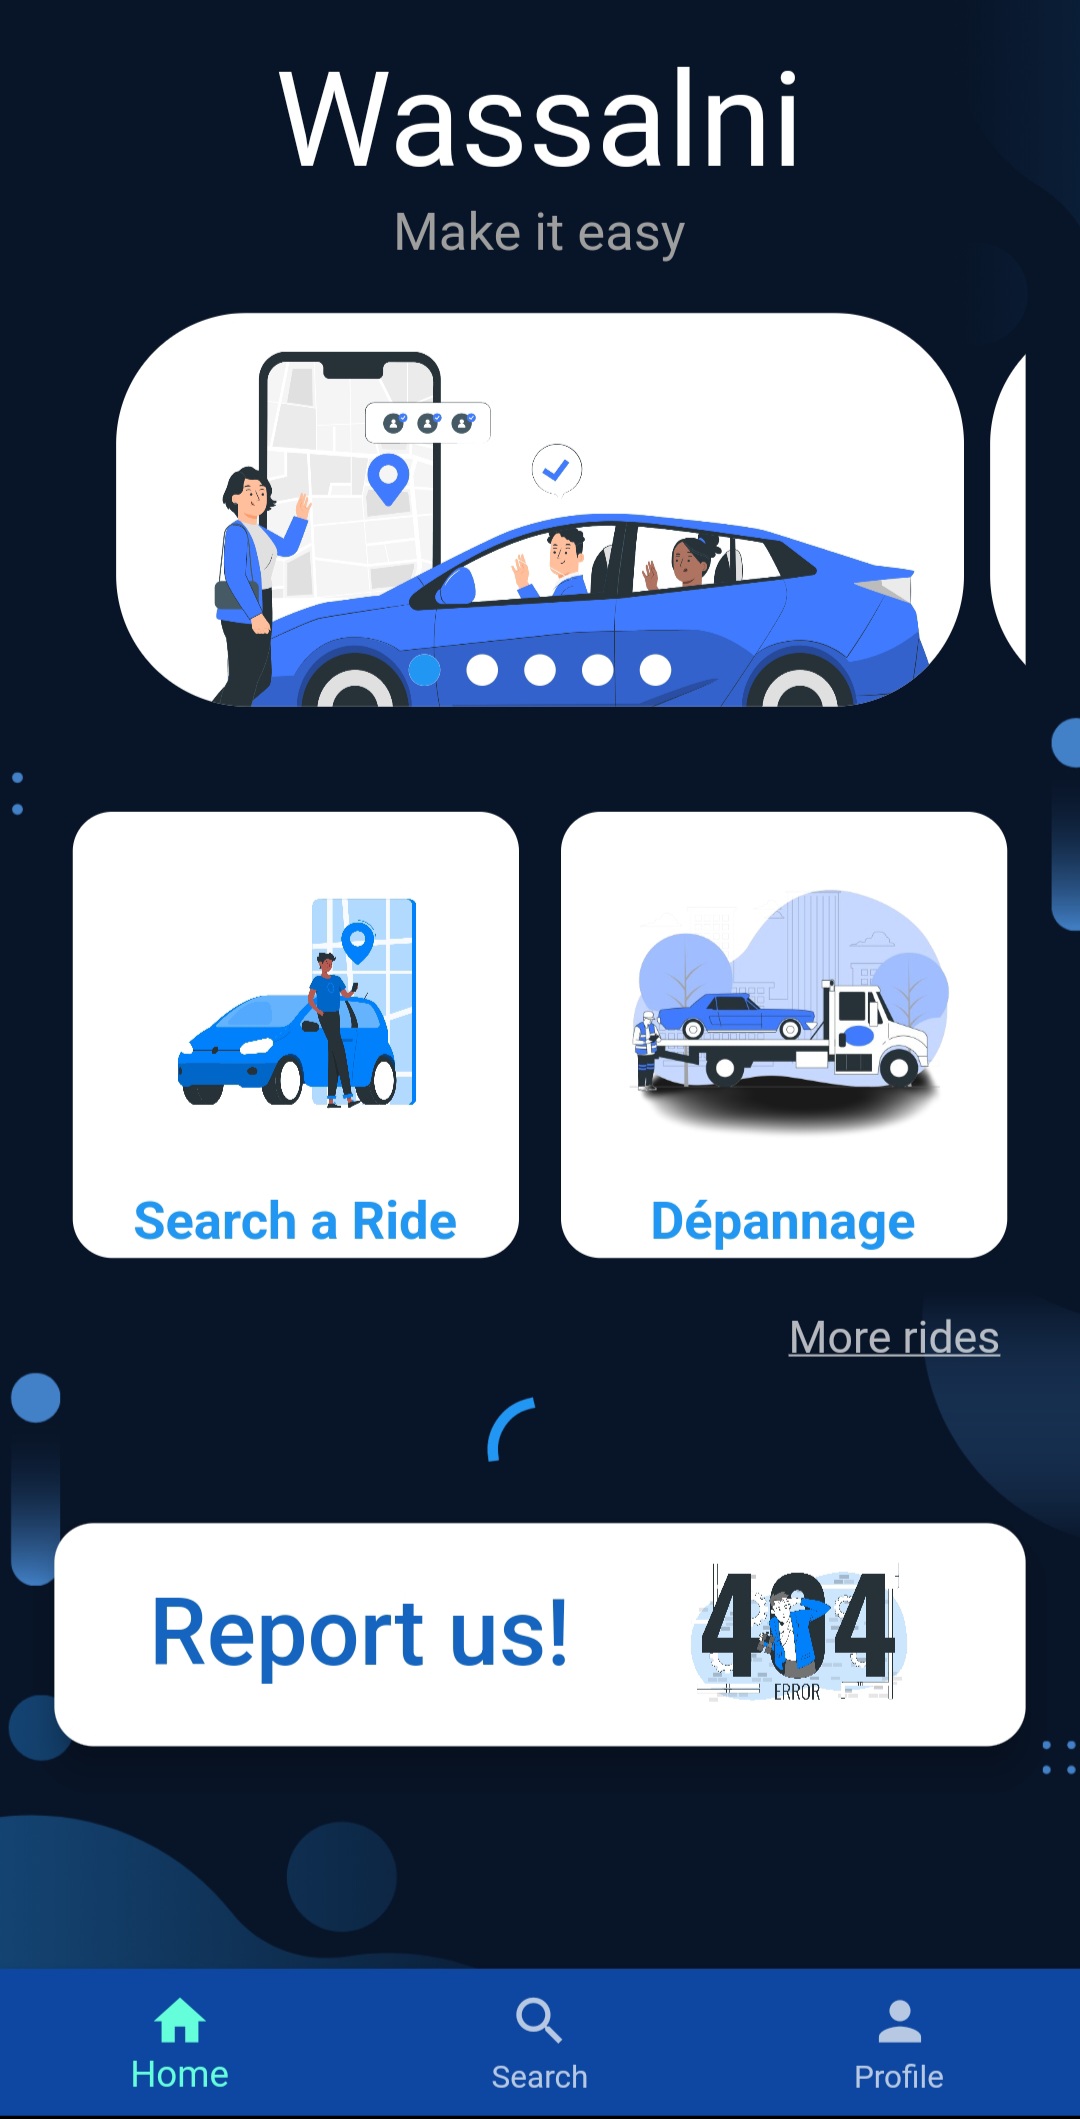 Wassalni
Make it easy
Search a Ride
Dépannage
More rides
Report us!
404
ERROR
Home
Search
Profile